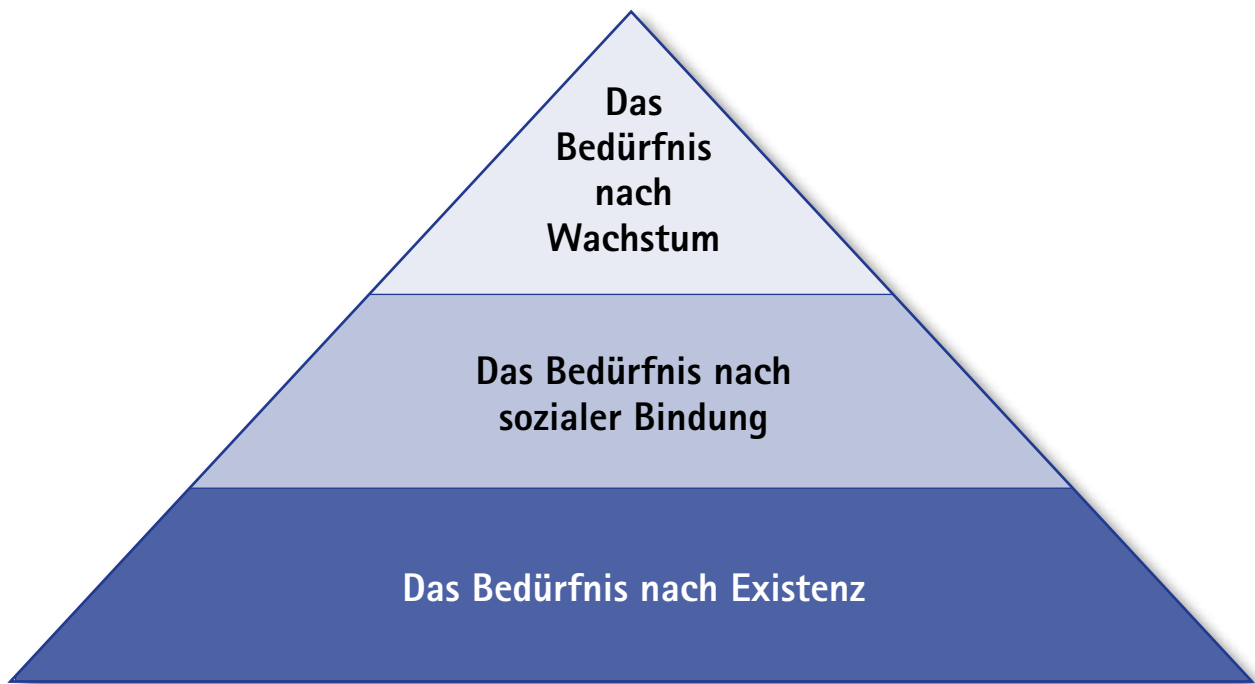 Das
Bedürfnis
nach
Wachstum
Das Bedürfnis nach
sozialer Bindung
Das Bedürfnis nach Existenz